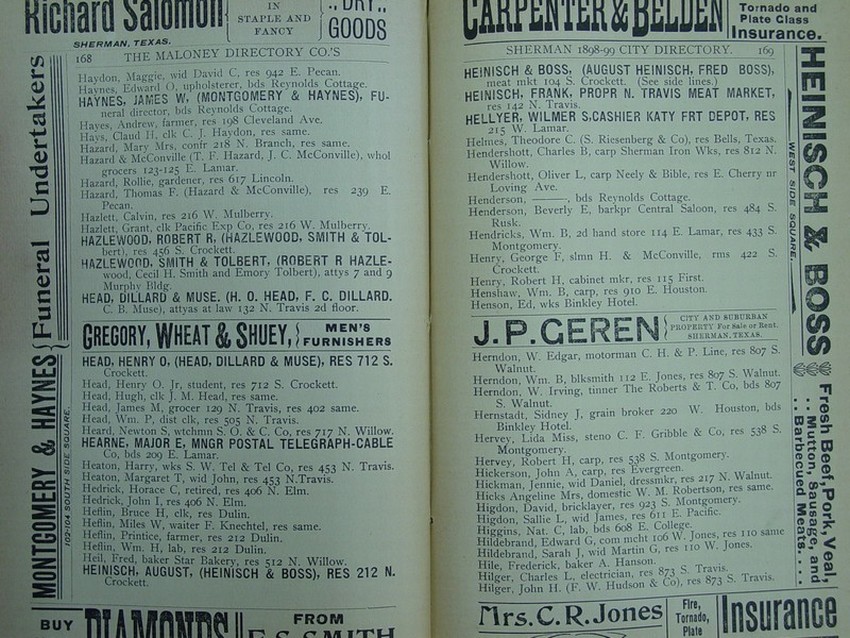 Richard Salomon
IN
STAPLE AND
FANCY
DRY
GOODS
SHERMAN, TEXAS.
168 THE MALONEY DIRECTORY CO.'S
Haydon, Maggie, wid David C, res 942 E. Pecan.
Haynes, Edward O, upholsterer, bds Reynolds Cottage.
HAYNES, JAMES W, (MONTGOMERY & HAYNES), FU-
neral director, bds Reynolds Cottage.
Hayes, Andrew, farmer, res 198 Cleveland Ave.
Hays, Claud H, clk C. J. Haydon, res same.
Hazard, Mary Mrs, confr 218 N. Branch, res same.
Hazard & McConville (T. F. Hazard, J. C. McConville), whol
grocers 123-125 E. Lamar.
Hazard, Rollie, gardener, res 617 Lincoln.
Hazard, Thomas F. (Hazard & McConville), res 239 E.
Pecan.
Hazlett, Calvin, res 216 W. Mulberry.
Hazlett, Grant, clk Pacific Exp Co, res 216 W. Mulberry.
HAZLEWOOD, ROBERT R, (HAZLEWOOD, SMITH & TOL-
bert), res 456 S. Crockett.
HAZLEWOOD, SMITH & TOLBERT, (ROBERT R HAZLE-
wood, Cecil H. Smith and Emory Tolbert), attys 7 and 9
Murphy Bldg.
HEAD, DILLARD & MUSE. (H. O. HEAD, F. C. DILLARD.
C. B. Muse), attyas at law 132 N. Travis 2d floor.
GREGORY, WHEAT & SHUEY,
MEN'S
FURNISHERS
HEAD, HENRY O, (HEAD, DILLARD & MUSE), RES 712 S.
Crockett.
Head, Henry O. Jr, student, res 712 S. Crockett.
Head, Hugh, clk J. M. Head, res same.
Head, James M, grocer 129 N. Travis, res 402 same.
Head, Wm. P, dist clk, res 505 N. Travis.
Heard, Newton S, wtchmn S. O. & C. Co, res 717 N. Willow.
HEARNE, MAJOR E, MNGR POSTAL TELEGRAPH-CABLE
Co, bds 209 E. Lamar.
Heaton, Harry, wks S. W. Tel & Tel Co, res 453 N. Travis.
Heaton, Margaret T, wid John, res 453 N.Travis.
Hedrick, Horace C, retired, res 406 N. Elm.
Hedrick, John I, res 406 N. Elm.
Heflin, Bruce H, clk, res Dulin.
Heflin, Miles W, waiter F. Knechtel, res same.
Heflin, Printice, farmer, res 212 Dulin.
Heflin, Wm. H, lab, res 212 Dulin.
Heil, Fred, baker Star Bakery, res 512 N. Willow.
HEINISCH, AUGUST, (HEINISCH & BOSS), RES 212 N.
Crockett.
BUY DIAMONDS
FROM
F. S. SMITH
MONTGOMERY & HAYNES
Funeral Undertakers
102-104 SOUTH SIDE SQUARE.
CARPENTER & BELDEN
Tornado and
Plate Glass
Insurance.
SHERMAN 1898-99 CITY DIRECTORY. 169
HEINISCH & BOSS, (AUGUST HEINISCH, FRED BOSS),
meat mkt 104 S. Crockett. (See side lines.)
HEINISCH, FRANK, PROPR N. TRAVIS MEAT MARKET,
res 142 N. Travis.
HELLYER, WILMER S,CASHIER KATY FRT DEPOT, RES
215 W. Lamar.
Helmes, Theodore C. (S. Riesenberg & Co), res Bells, Texas.
Hendershott, Charles B, carp Sherman Iron Wks, res 812 N.
Willow.
Hendershott, Oliver L, carp Neely & Bible, res E. Cherry nr
Loving Ave.
Henderson, ———, bds Reynolds Cottage.
Henderson, Beverly E, barkpr Central Saloon, res 484 S.
Rusk.
Hendricks, Wm. B, 2d hand store 114 E. Lamar, res 433 S.
Montgomery.
Henry, George F, slmn H. & McConville, rms 422 S.
Crockett.
Henry, Robert H, cabinet mkr, res 115 First.
Henshaw, Wm. B, carp, res 910 E. Houston.
Henson, Ed, wks Binkley Hotel.
J. P. GEREN
CITY AND SUBURBAN
PROPERTY For Sale or Rent.
SHERMAN, TEXAS.
Herndon, W. Edgar, motorman C. H. & P. Line, res 807 S.
Walnut.
Herndon, Wm. B, blksmith 112 E. Jones, res 807 S. Walnut.
Herndon, W. Irving, tinner The Roberts & T. Co, bds 807
S. Walnut.
Hernstadt, Sidney J, grain broker 220 W. Houston, bds
Binkley Hotel.
Hervey, Lida Miss, steno C. F. Gribble & Co, res 538 S.
Montgomery.
Hervey, Robert H, carp, res 538 S. Montgomery.
Hickerson, John A, carp, res Evergreen.
Hickman, Jennie, wid Daniel, dressmkr, res 217 N. Walnut.
Hicks Angeline Mrs, domestic W. M. Robertson, res same.
Higdon, David, bricklayer, res 923 S. Montgomery.
Higdon, Sallie L, wid James, res 611 E. Pacific.
Higgins, Nat. C, lab, bds 608 E. College.
Hildebrand, Edward G, com mcht 106 W. Jones, res 110 same
Hildebrand, Sarah J, wid Martin G, res 110 W. Jones.
Hile, Frederick, baker A. Hanson.
Hilger, Charles L, electrician, res 873 S. Travis.
Hilger, John H. (F. W. Hudson & Co), res 873 S. Travis.
Mrs. C. R. Jones
Fire,
Tornado,
Plate
Insurance
HEINISCH & BOSS
WEST SIDE SQUARE.
Fresh Beef, Pork, Veal,
Mutton, Sausage, and
Barbecued Meats.